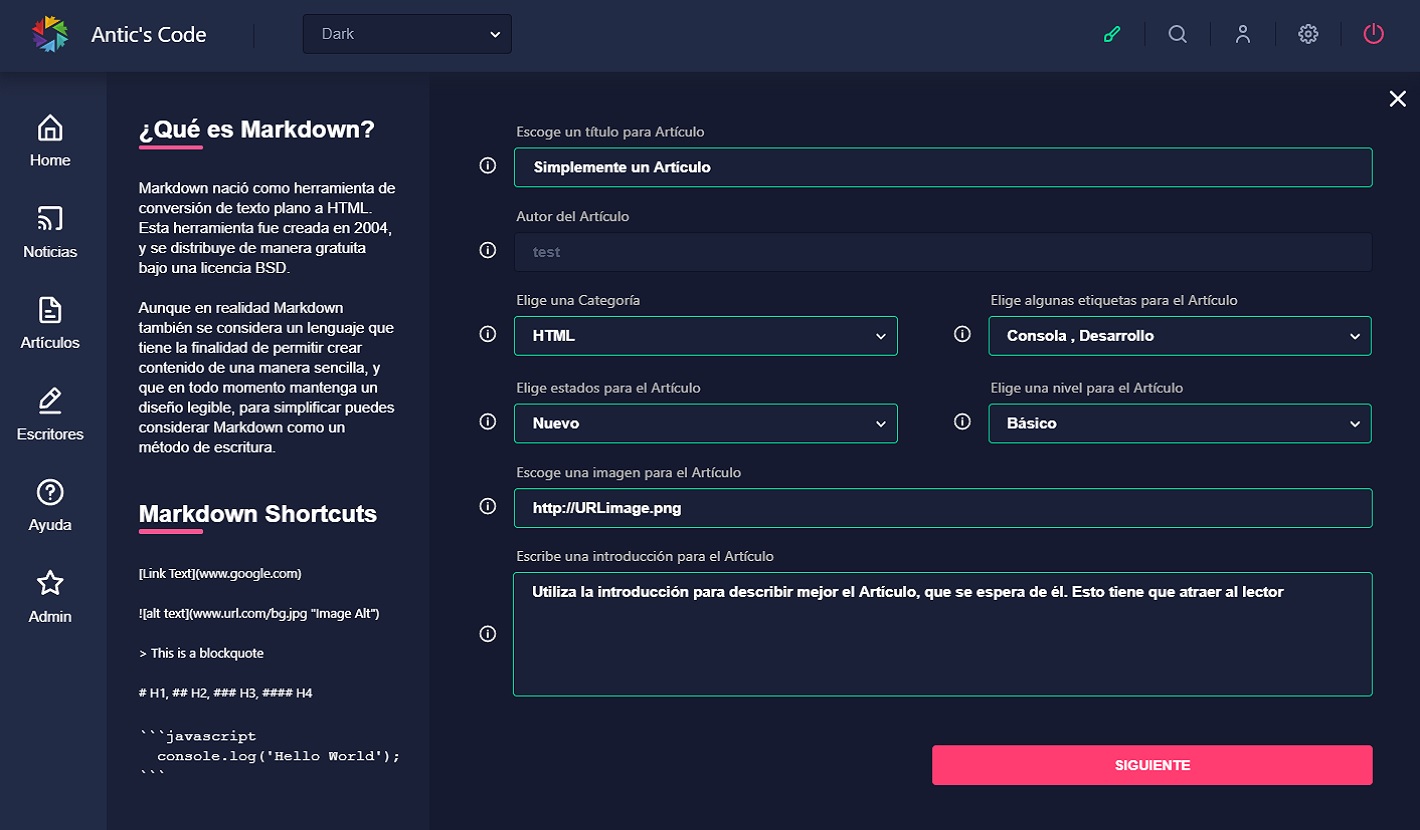 Antic's Code
Dark
Home
Noticias
Artículos
Escritores
Ayuda
Admin
¿Qué es Markdown?
Markdown nació como herramienta de
conversión de texto plano a HTML.
Esta herramienta fue creada en 2004,
y se distribuye de manera gratuita
bajo una licencia BSD.
Aunque en realidad Markdown
también se considera un lenguaje que
tiene la finalidad de permitir crear
contenido de una manera sencilla, y
que en todo momento mantenga un
diseño legible, para simplificar puedes
considerar Markdown como un
método de escritura.
Markdown Shortcuts
[Link Text](www.google.com)
![alt text](www.url.com/bg.jpg "Image Alt")
> This is a blockquote
# H1, ## H2, ### H3, #### H4
```javascript
console.log('Hello World');
```
Escoge un título para Artículo
Simplemente un Artículo
Autor del Artículo
test
Elige una Categoría
HTML
Elige algunas etiquetas para el Artículo
Consola , Desarrollo
Elige estados para el Artículo
Nuevo
Elige una nivel para el Artículo
Básico
Escoge una imagen para el Artículo
http://URLimage.png
Escribe una introducción para el Artículo
Utiliza la introducción para describir mejor el Artículo, que se espera de él. Esto tiene que atraer al lector
SIGUIENTE